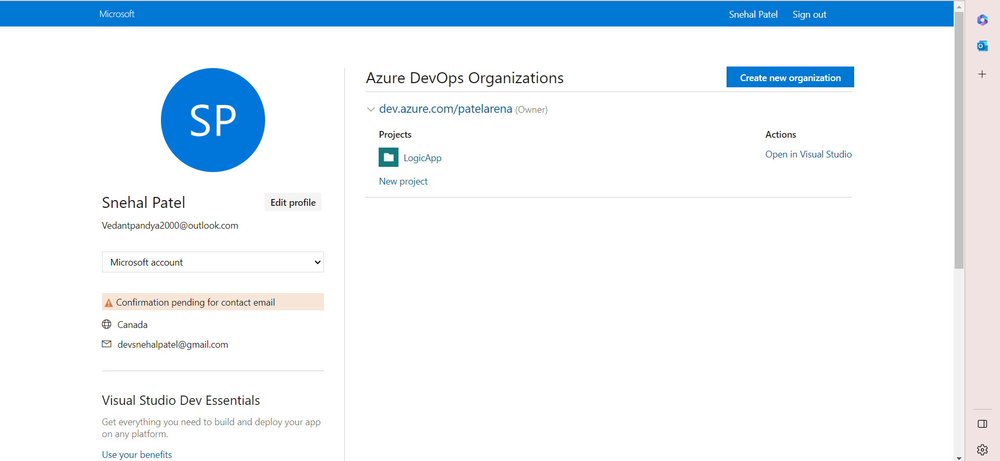 Microsoft
Snehal Patel
Sign out
SP
Snehal Patel
Edit profile
Vedantpandya2000@outlook.com
Microsoft account
Confirmation pending for contact email
Canada
devsnehalpatel@gmail.com
Visual Studio Dev Essentials
Get everything you need to build and deploy your app
on any platform.
Use your benefits
Azure DevOps Organizations
Create new organization
dev.azure.com/patelarena (Owner)
Projects
Actions
LogicApp
Open in Visual Studio
New project